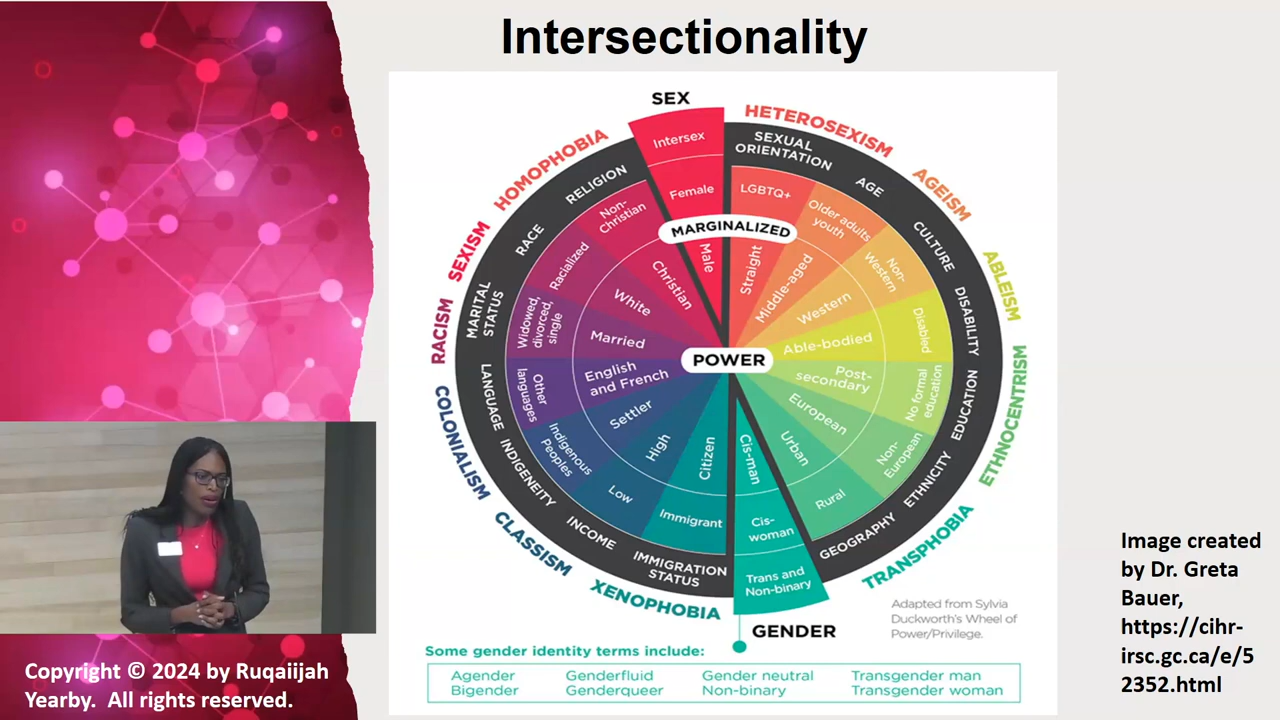 Intersectionality
SEX
HETEROSEXISM
AGEISM
ABLEISM
ETHNOCENTRISM
TRANSPHOBIA
GENDER
XENOPHOBIA
CLASSISM
COLONIALISM
RACISM
SEXISM
HOMOPHOBIA
SEXUAL
ORIENTATION
AGE
CULTURE
DISABILITY
EDUCATION
ETHNICITY
GEOGRAPHY
IMMIGRATION
STATUS
INCOME
INDIGENEITY
LANGUAGE
MARITAL
STATUS
RACE
RELIGION
Intersex
Female
Male
LGBTQ+
Straight
Older adults
youth
Middle-aged
Non-
Western
Western
Disabled
Able-bodied
No formal
education
Post-
secondary
Non-
European
European
Rural
Urban
Cis-man
Cis-
woman
Trans and
Non-binary
Citizen
Immigrant
High
Low
Settler
Indigenous
Peoples
English
and French
Other
languages
Married
Widowed,
divorced,
single
White
Racialized
Christian
Non-
Christian
MARGINALIZED
POWER
Adapted from Sylvia
Duckworth's Wheel of
Power/Privilege.
Some gender identity terms include:
Agender Genderfluid Gender neutral Transgender man
Bigender Genderqueer Non-binary Transgender woman
Image created
by Dr. Greta
Bauer,
https://cihr-
irsc.gc.ca/e/5
2352.html
Copyright © 2024 by Ruqaiijah
Yearby. All rights reserved.